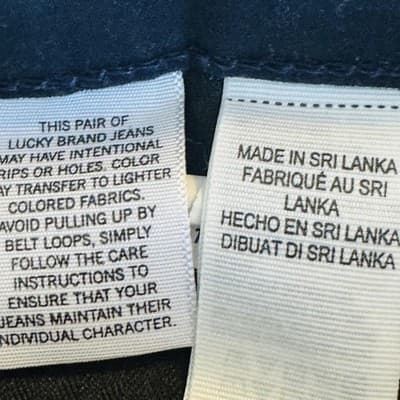 THIS PAIR OF
LUCKY BRAND JEANS
MAY HAVE INTENTIONAL
RIPS OR HOLES. COLOR
MAY TRANSFER TO LIGHTER
COLORED FABRICS.
AVOID PULLING UP BY
BELT LOOPS, SIMPLY
FOLLOW THE CARE
INSTRUCTIONS TO
ENSURE THAT YOUR
JEANS MAINTAIN THEIR
INDIVIDUAL CHARACTER.
MADE IN SRI LANKA
FABRIQUÉ AU SRI
LANKA
HECHO EN SRI LANKA
DIBUAT DI SRI LANKA